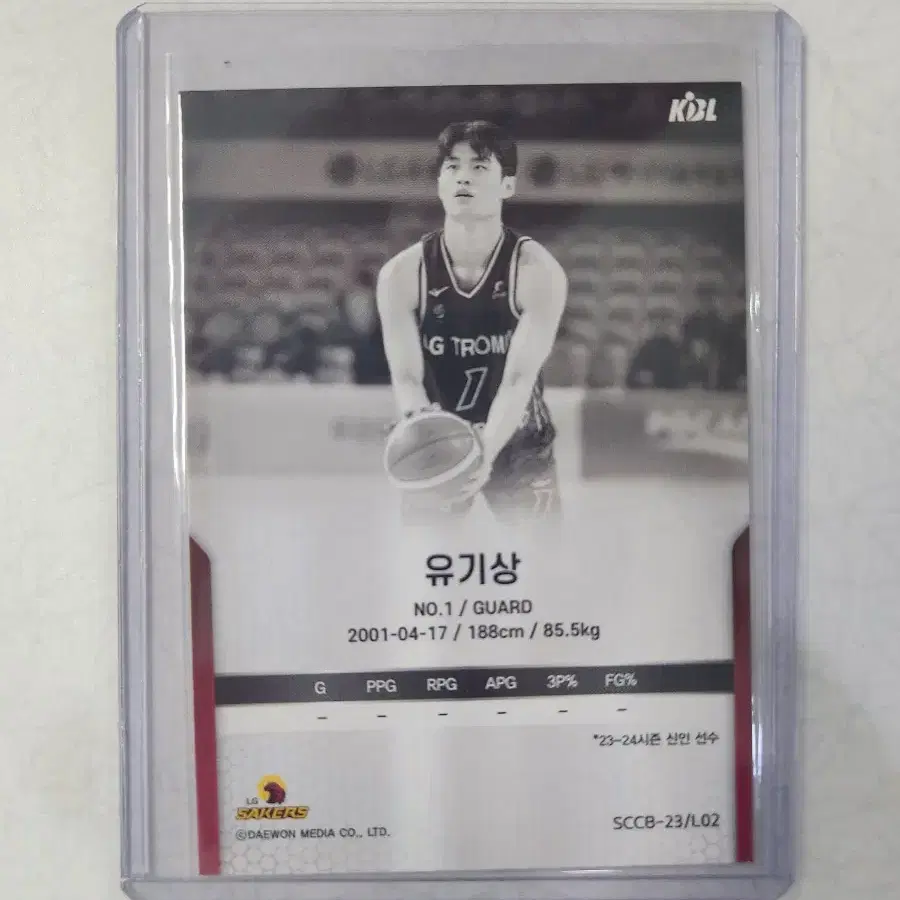 KBL
LG TROMM
1
유기상
NO.1 / GUARD
2001-04-17 / 188cm / 85.5kg
G PPG RPG APG 3P% FG%
- - - - - -
*23-24시즌 신인 선수
LG
SAKERS
©DAEWON MEDIA CO., LTD.
SCCB-23/L02